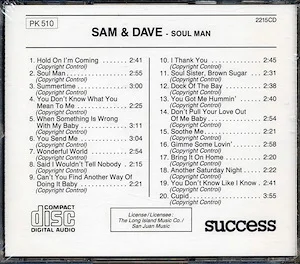 PK 510
2215CD
SAM & DAVE - SOUL MAN
1. Hold On I'm Coming . . . 2:41
(Copyright Control)
2. Soul Man . . . 2:55
(Copyright Control)
3. Summertime . . . 3:00
(Copyright Control)
4. You Don't Know What You
Mean To Me . . . 2:25
(Copyright Control)
5. When Something Is Wrong
With My Baby . . . 3:11
(Copyright Control)
6. You Send Me . . . 3:04
(Copyright Control)
7. Wonderful World . . . 2:54
(Copyright Control)
8. Said I Wouldn't Tell Nobody . 2:25
(Copyright Control)
9. Can't You Find Another Way Of
Doing It Baby . . . 2:21
(Copyright Control)
10. I Thank You . . . 2:45
(Copyright Control)
11. Soul Sister, Brown Sugar . . 2:31
(Copyright Control)
12. Dock Of The Bay . . . 2:38
(Copyright Control)
13. You Got Me Hummin' . . . 2:40
(Copyright Control)
14. Don't Pull Your Love Out
Of Me Baby . . . 2:54
(Copyright Control)
15. Soothe Me . . . 2:21
(Copyright Control)
16. Gimme Some Lovin' . . . 2:58
(Copyright Control)
17. Bring It On Home . . . 2:20
(Copyright Control)
18. Another Saturday Night . . . 2:22
(Copyright Control)
19. You Don't Know Like I Know . 2:41
(Copyright Control)
20. Cupid . . . 3:55
(Copyright Control)
COMPACT
disc
DIGITAL AUDIO
License / Licensee :
The Long Island Music Co. /
San Juan Music
success